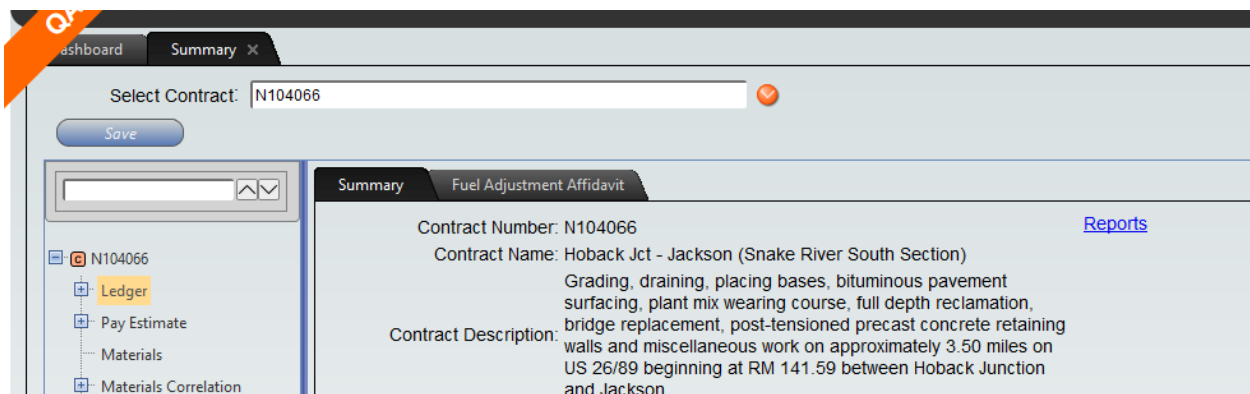 QA
ashboard
Summary ×
Select Contract: N104066
Save
Summary
Fuel Adjustment Affidavit
Contract Number: N104066
Reports
Contract Name: Hoback Jct - Jackson (Snake River South Section)
Contract Description: Grading, draining, placing bases, bituminous pavement
surfacing, plant mix wearing course, full depth reclamation,
bridge replacement, post-tensioned precast concrete retaining
walls and miscellaneous work on approximately 3.50 miles on
US 26/89 beginning at RM 141.59 between Hoback Junction
and Jackson
C N104066
Ledger
Pay Estimate
Materials
Materials Correlation